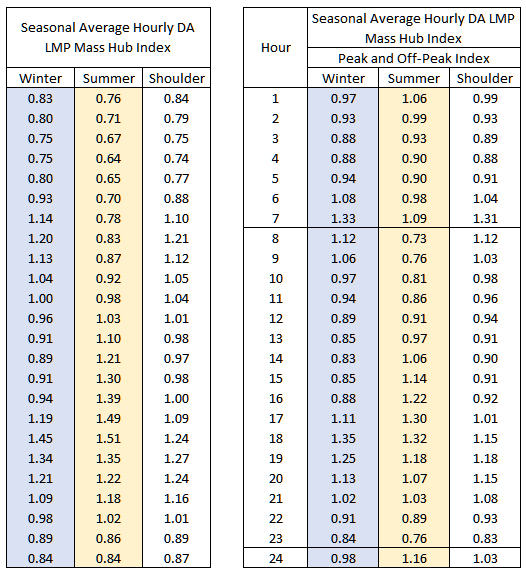 Seasonal Average Hourly DA
LMP Mass Hub Index
Winter Summer Shoulder
0.83 0.76 0.84
0.80 0.71 0.79
0.75 0.67 0.75
0.75 0.64 0.74
0.80 0.65 0.77
0.93 0.70 0.88
1.14 0.78 1.10
1.20 0.83 1.21
1.13 0.87 1.12
1.04 0.92 1.05
1.00 0.98 1.04
0.96 1.03 1.01
0.91 1.10 0.98
0.89 1.21 0.97
0.91 1.30 0.98
0.94 1.39 1.00
1.19 1.49 1.09
1.45 1.51 1.24
1.34 1.35 1.27
1.21 1.22 1.24
1.09 1.18 1.16
0.98 1.02 1.01
0.89 0.86 0.89
0.84 0.84 0.87
Hour
Seasonal Average Hourly DA LMP
Mass Hub Index
Peak and Off-Peak Index
Winter Summer Shoulder
1 0.97 1.06 0.99
2 0.93 0.99 0.93
3 0.88 0.93 0.89
4 0.88 0.90 0.88
5 0.94 0.90 0.91
6 1.08 0.98 1.04
7 1.33 1.09 1.31
8 1.12 0.73 1.12
9 1.06 0.76 1.03
10 0.97 0.81 0.98
11 0.94 0.86 0.96
12 0.89 0.91 0.94
13 0.85 0.97 0.91
14 0.83 1.06 0.90
15 0.85 1.14 0.91
16 0.88 1.22 0.92
17 1.11 1.30 1.01
18 1.35 1.32 1.15
19 1.25 1.18 1.18
20 1.13 1.07 1.15
21 1.02 1.03 1.08
22 0.91 0.89 0.93
23 0.84 0.76 0.83
24 0.98 1.16 1.03